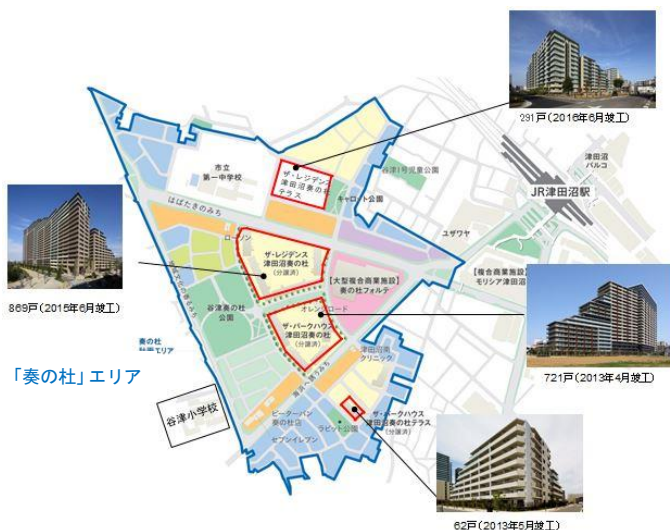 291戸(2016年6月竣工)
市立
第一中学校
ザ・レジデンス
津田沼奏の杜
テラス
谷津1号児童公園
キャロット公園
津田沼
パルコ
JR津田沼駅
はばたきのみち
ローソン
ユザワヤ
ザ・レジデンス
津田沼奏の杜
(分譲済)
【大型複合商業施設】
奏の杜フォルテ
【複合商業施設】
モリシア津田沼
869戸(2015年6月竣工)
谷津奏の杜
公園
オレンジロード
ザ・パークハウス
津田沼奏の杜
(分譲済)
奏の杜
「奏の杜」エリア
津田沼南
クリニック
721戸(2013年4月竣工)
谷津小学校
ピーターパン
奏の杜店
ラビット公園
セブンイレブン
ザ・パークハウス
津田沼奏の杜テラス
(分譲済)
62戸(2013年5月竣工)